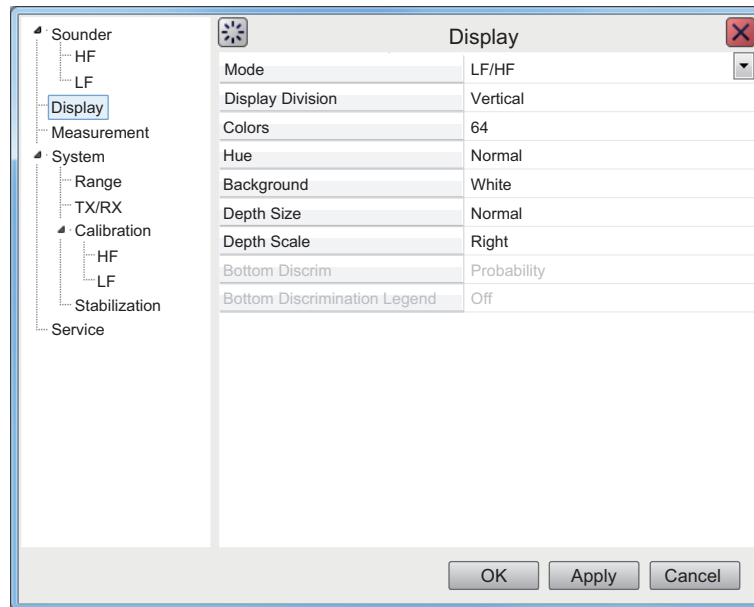 Sounder
HF
LF
Display
Measurement
System
Range
TX/RX
Calibration
HF
LF
Stabilization
Service
Display
Mode LF/HF
Display Division Vertical
Colors 64
Hue Normal
Background White
Depth Size Normal
Depth Scale Right
Bottom Discrim Probability
Bottom Discrimination Legend Off
OK Apply Cancel